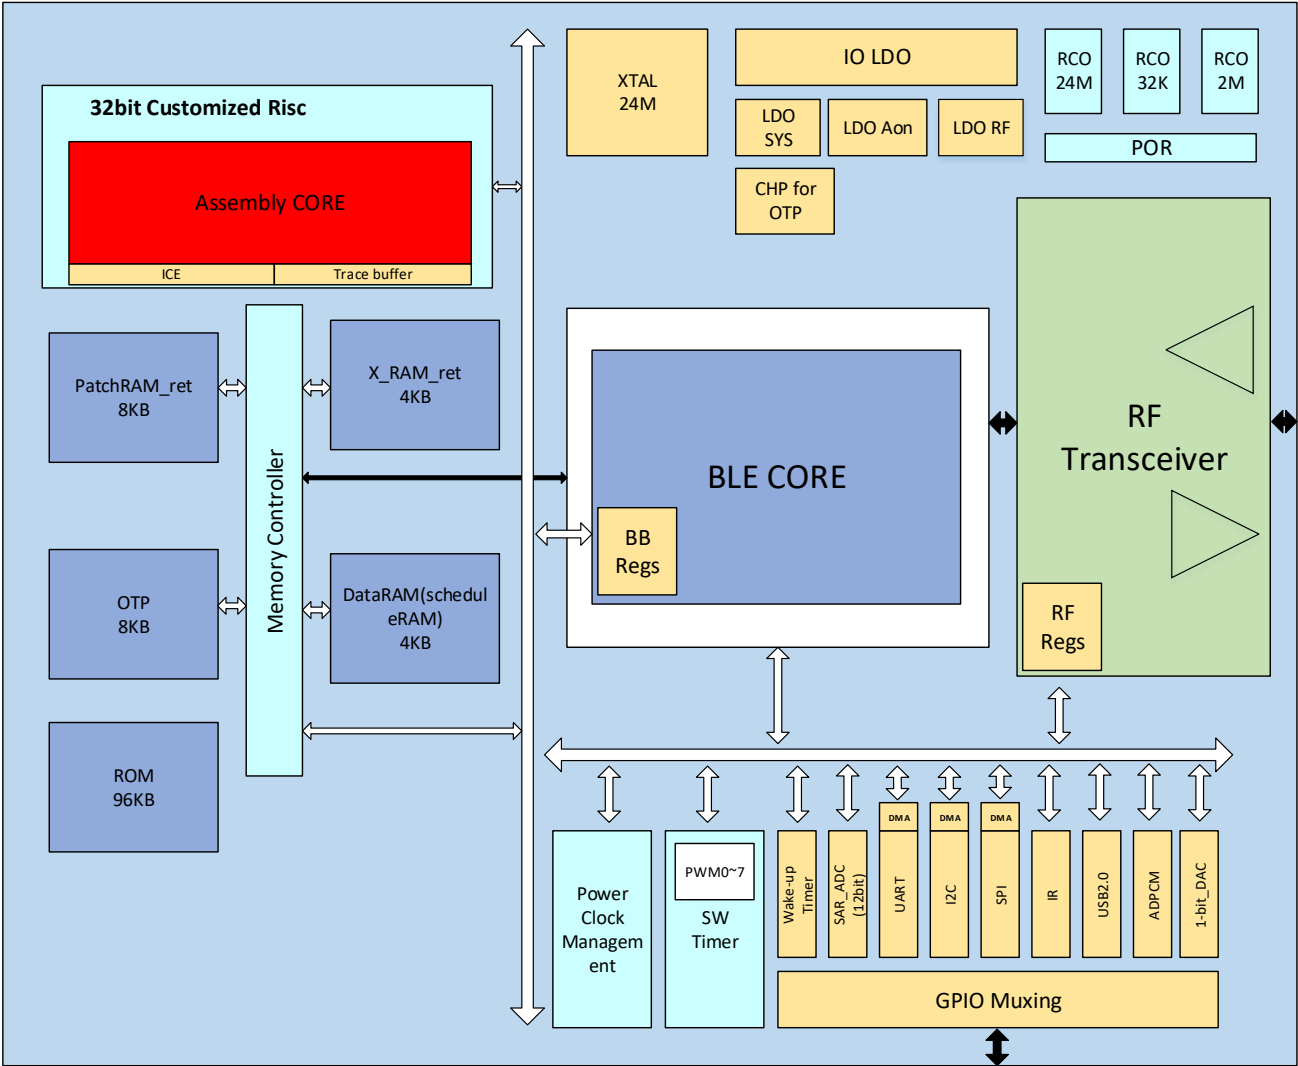 32bit Customized Risc
Assembly CORE
ICE
Trace buffer
XTAL
24M
IO LDO
LDO
SYS
LDO Aon
LDO RF
CHP for
OTP
RCO
24M
RCO
32K
RCO
2M
POR
PatchRAM_ret
8KB
X_RAM_ret
4KB
Memory Controller
OTP
8KB
DataRAM(schedul
eRAM)
4KB
ROM
96KB
BLE CORE
BB
Regs
RF
Transceiver
RF
Regs
Power
Clock
Managem
ent
PWM0~7
SW
Timer
Wake-up
Timer
SAR_ADC
(12bit)
DMA
UART
DMA
I2C
DMA
SPI
IR
USB2.0
ADPCM
1-bit_DAC
GPIO Muxing